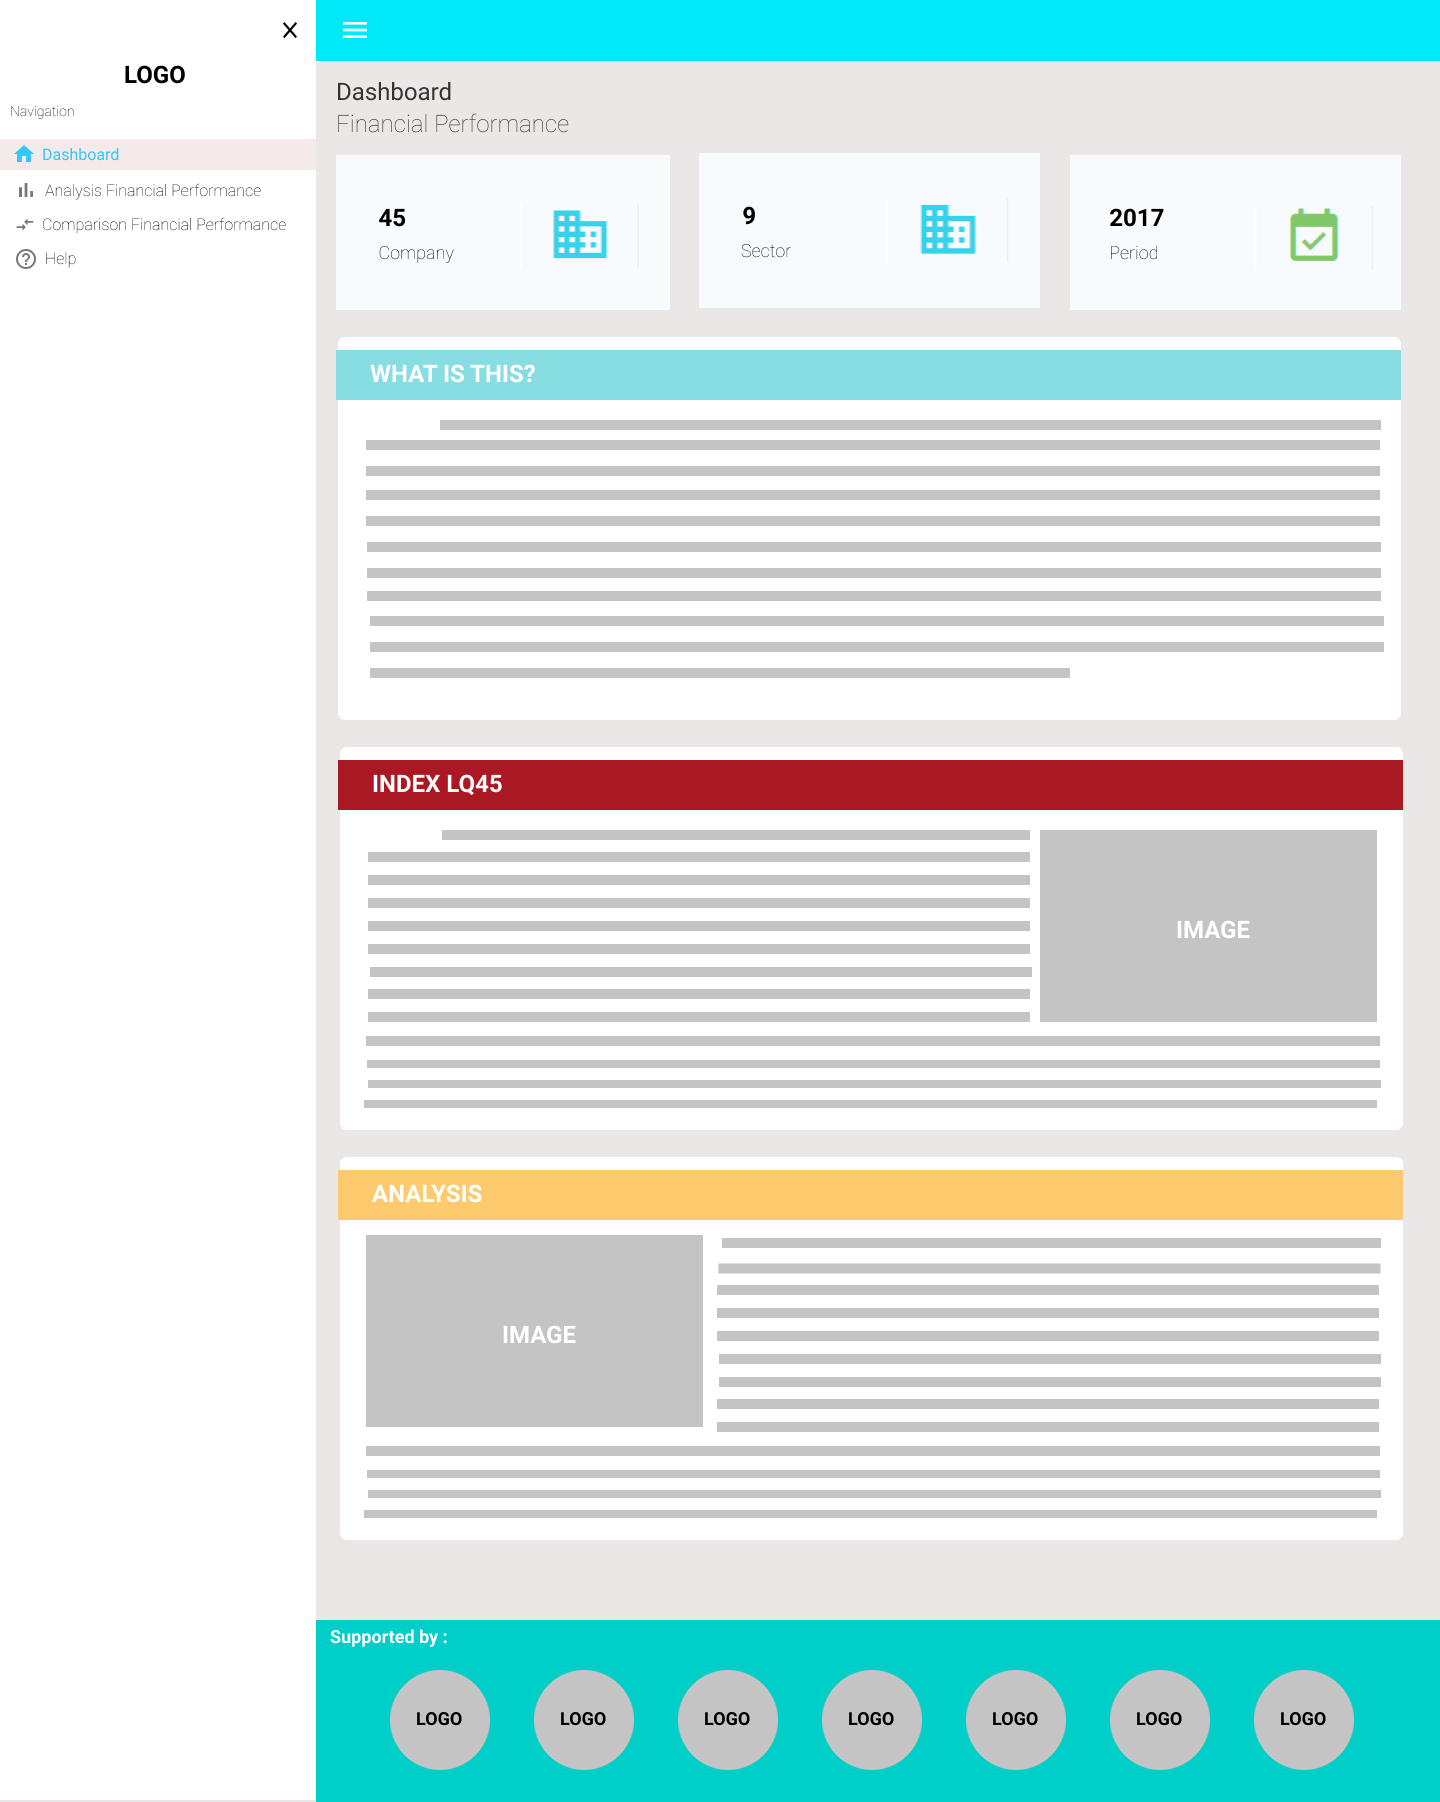 X
LOGO
Navigation
Dashboard
Analysis Financial Performance
Comparison Financial Performance
Help
Dashboard
Financial Performance
45
Company
9
Sector
2017
Period
WHAT IS THIS?
INDEX LQ45
IMAGE
ANALYSIS
IMAGE
Supported by :
LOGO LOGO LOGO LOGO LOGO LOGO LOGO